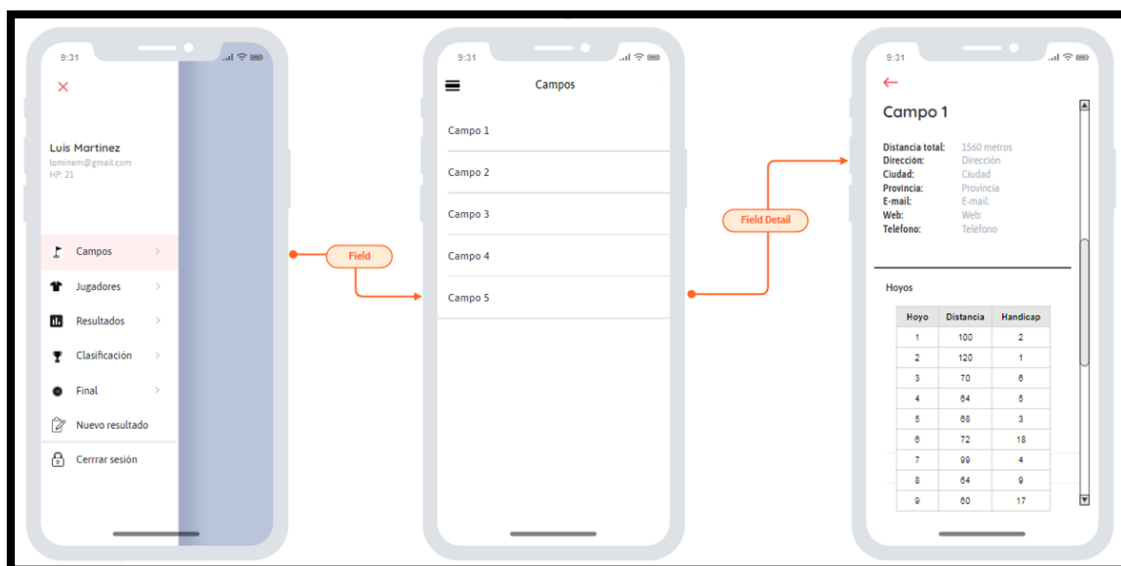 9:31
Luis Martinez
lominem@gmail.com
HP: 21
Campos
Jugadores
Resultados
Clasificación
Final
Nuevo resultado
Cerrrar sesión
Field
9:31
Campos
Campo 1
Campo 2
Campo 3
Campo 4
Campo 5
Field Detail
9:31
Campo 1
Distancia total: 1560 metros
Dirección: Dirección
Ciudad: Ciudad
Provincia: Provincia
E-mail: E-mail:
Web: Web:
Teléfono: Teléfono
Hoyos
Hoyo Distancia Handicap
1 100 2
2 120 1
3 70 6
4 64 5
5 68 3
6 72 18
7 99 4
8 64 9
9 60 17